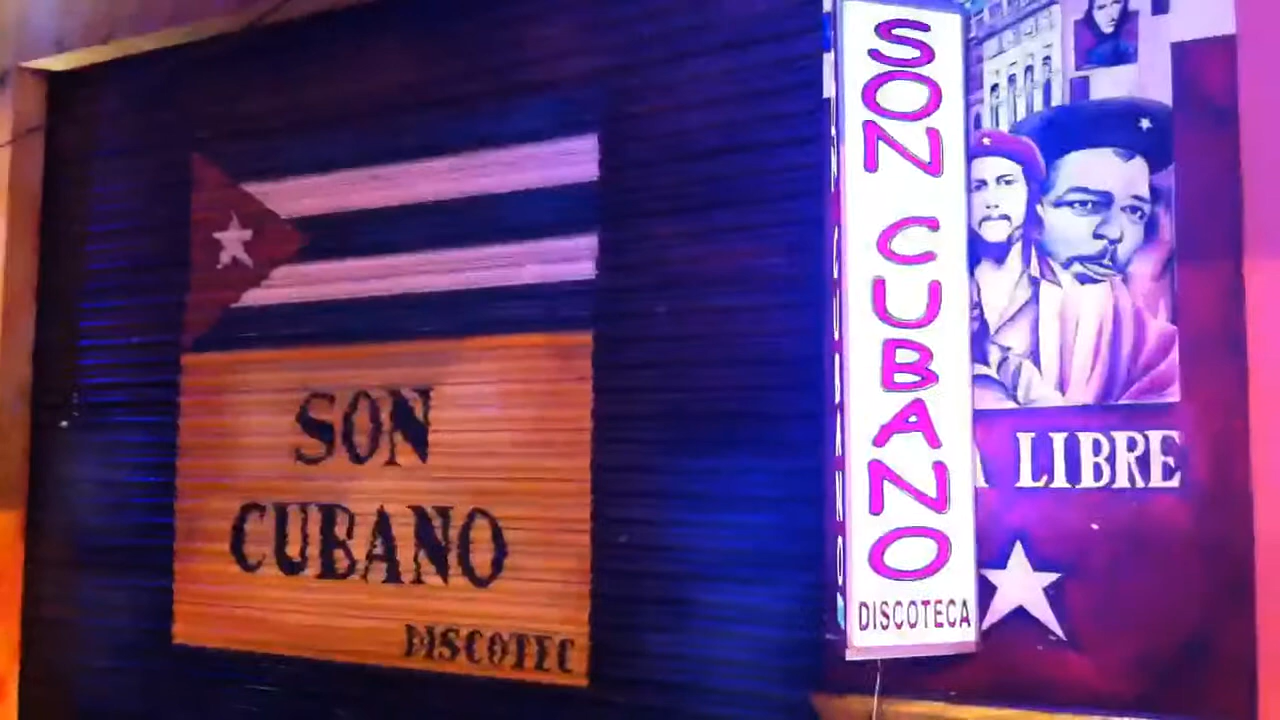 SON
CUBANO
DISCOTEC
SON CUBANO
DISCOTECA
LIBRE